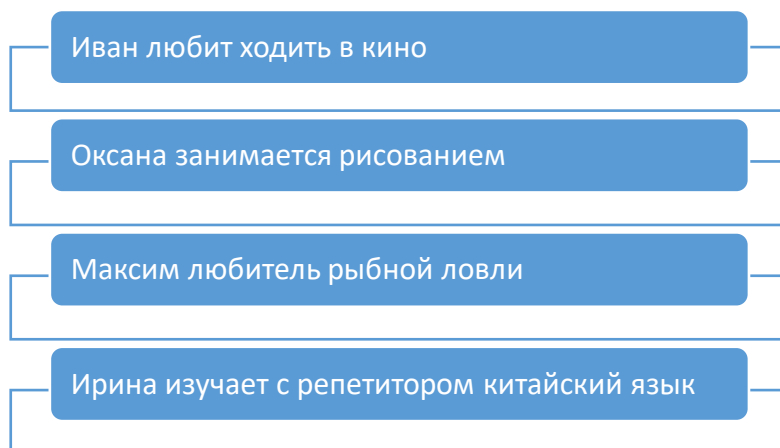 Иван любит ходить в кино
Оксана занимается рисованием
Максим любитель рыбной ловли
Ирина изучает с репетитором китайский язык